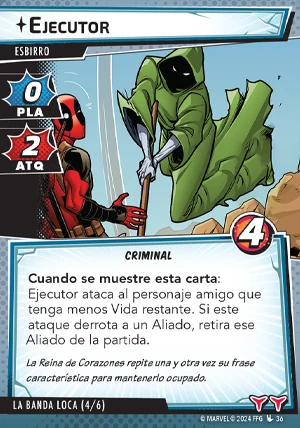 EJECUTOR
ESBIRRO
0
PLA
2
ATQ
4
CRIMINAL
Cuando se muestre esta carta:
Ejecutor ataca al personaje amigo que
tenga menos Vida restante. Si este
ataque derrota a un Aliado, retira ese
Aliado de la partida.
La Reina de Corazones repite una y otra vez su frase
característica para mantenerlo ocupado.
LA BANDA LOCA (4/6)
© MARVEL © 2024 FFG 36